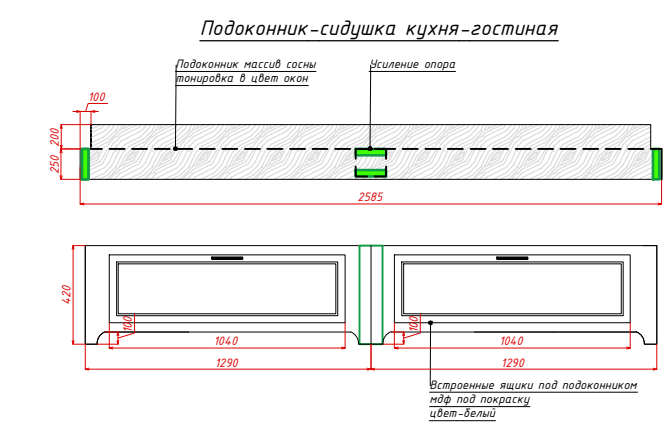 Подоконник-сидушка кухня-гостиная
Подоконник массив сосны
тонировка в цвет окон
Усиление опора
100
200
250
2585
420
100
100
1040
1040
1290
1290
Встроенные ящики под подоконником
мдф под покраску
цвет-белый